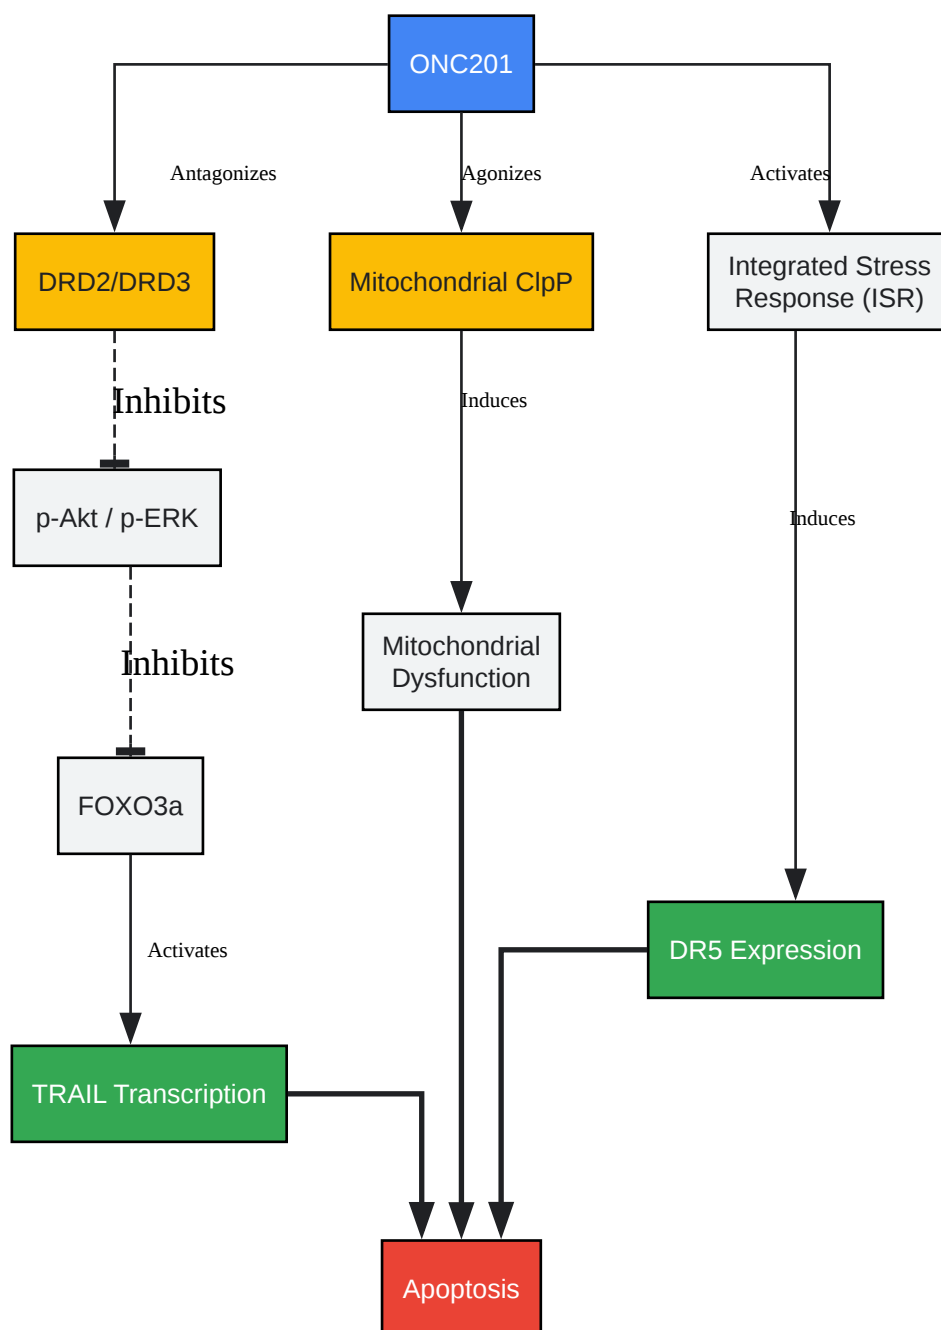 ONC201
Antagonizes
Agonizes
Activates
DRD2/DRD3
Mitochondrial ClpP
Integrated Stress
Response (ISR)
Inhibits
Induces
p-Akt / p-ERK
Induces
Inhibits
Mitochondrial
Dysfunction
FOXO3a
Activates
DR5 Expression
TRAIL Transcription
Apoptosis